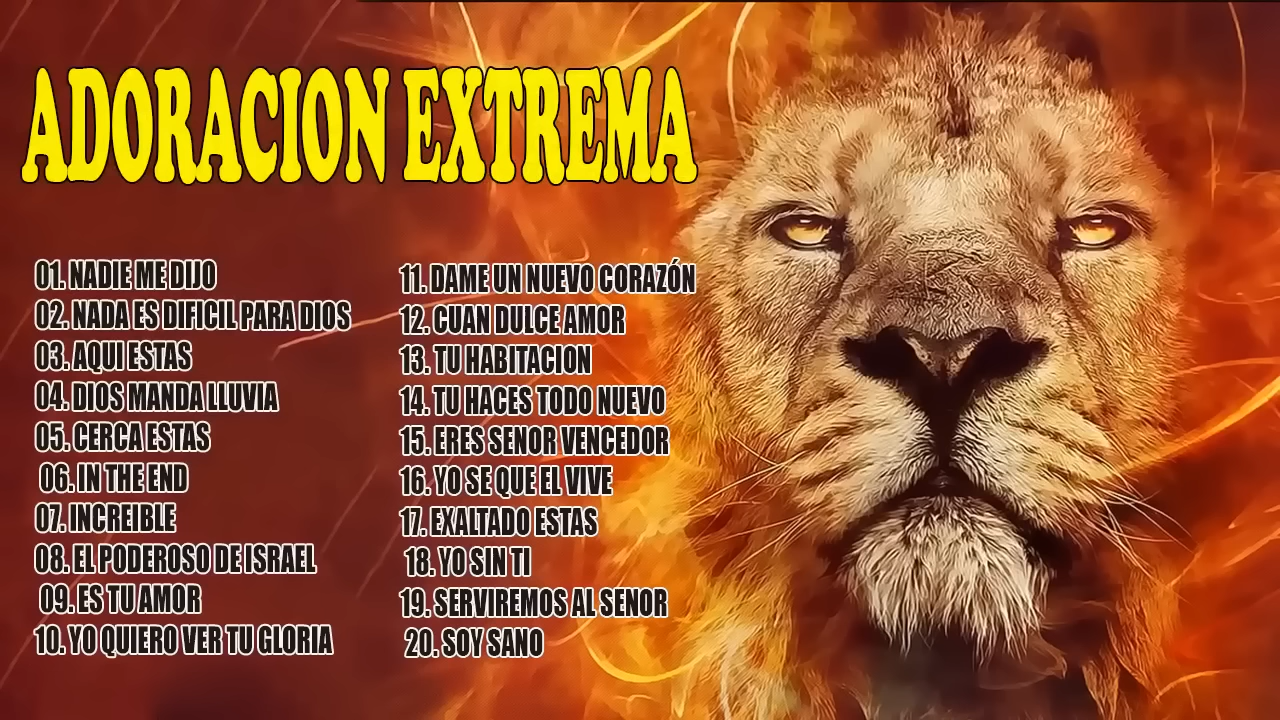 ADORACION EXTREMA
01. NADIE ME DIJO
02. NADA ES DIFICIL PARA DIOS
03. AQUI ESTAS
04. DIOS MANDA LLUVIA
05. CERCA ESTAS
06. IN THE END
07. INCREIBLE
08. EL PODEROSO DE ISRAEL
09. ES TU AMOR
10. YO QUIERO VER TU GLORIA
11. DAME UN NUEVO CORAZÓN
12. CUAN DULCE AMOR
13. TU HABITACION
14. TU HACES TODO NUEVO
15. ERES SENOR VENCEDOR
16. YO SE QUE EL VIVE
17. EXALTADO ESTAS
18. YO SIN TI
19. SERVIREMOS AL SENOR
20. SOY SANO